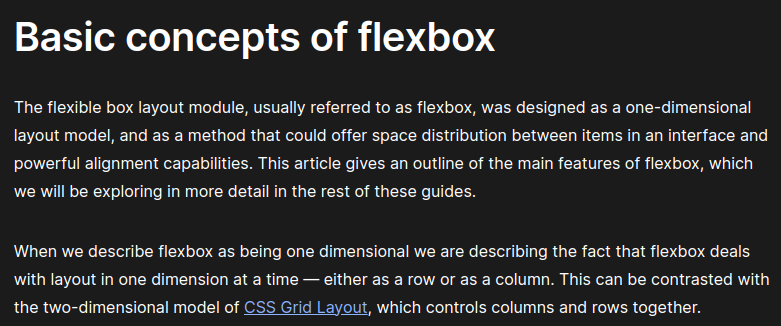 Basic concepts of flexbox
The flexible box layout module, usually referred to as flexbox, was designed as a one-dimensional
layout model, and as a method that could offer space distribution between items in an interface and
powerful alignment capabilities. This article gives an outline of the main features of flexbox, which
we will be exploring in more detail in the rest of these guides.
When we describe flexbox as being one dimensional we are describing the fact that flexbox deals
with layout in one dimension at a time — either as a row or as a column. This can be contrasted with
the two-dimensional model of CSS Grid Layout, which controls columns and rows together.